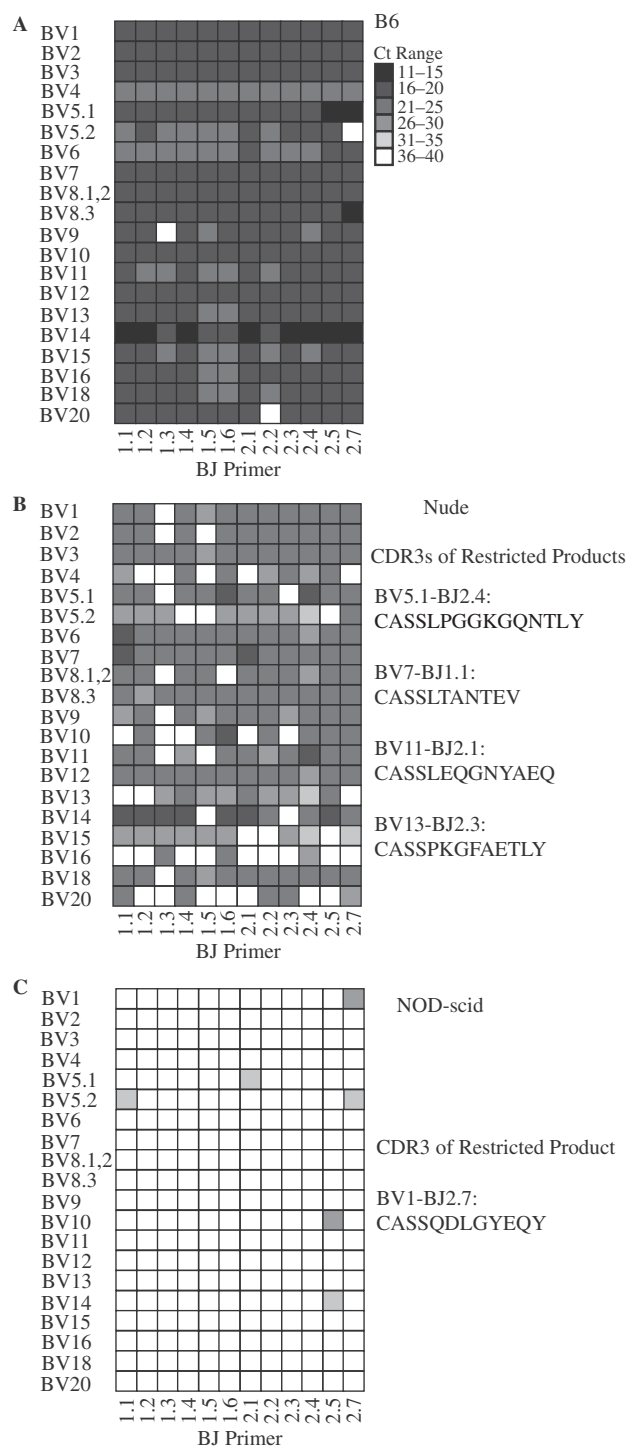 A
B6
Ct Range
11–15
16–20
21–25
26–30
31–35
36–40
BV1
BV2
BV3
BV4
BV5.1
BV5.2
BV6
BV7
BV8.1,2
BV8.3
BV9
BV10
BV11
BV12
BV13
BV14
BV15
BV16
BV18
BV20
1.1 1.2 1.3 1.4 1.5 1.6 2.1 2.2 2.3 2.4 2.5 2.7
BJ Primer
B
Nude
BV1
BV2
BV3
BV4
BV5.1
BV5.2
BV6
BV7
BV8.1,2
BV8.3
BV9
BV10
BV11
BV12
BV13
BV14
BV15
BV16
BV18
BV20
1.1 1.2 1.3 1.4 1.5 1.6 2.1 2.2 2.3 2.4 2.5 2.7
BJ Primer
CDR3s of Restricted Products
BV5.1-BJ2.4:
CASSLPGGKGQNTLY
BV7-BJ1.1:
CASSLTANTEV
BV11-BJ2.1:
CASSLEQGNYAEQ
BV13-BJ2.3:
CASSPKGFAETLY
C
NOD-scid
BV1
BV2
BV3
BV4
BV5.1
BV5.2
BV6
BV7
BV8.1,2
BV8.3
BV9
BV10
BV11
BV12
BV13
BV14
BV15
BV16
BV18
BV20
1.1 1.2 1.3 1.4 1.5 1.6 2.1 2.2 2.3 2.4 2.5 2.7
BJ Primer
CDR3 of Restricted Product
BV1-BJ2.7:
CASSQDLGYEQY